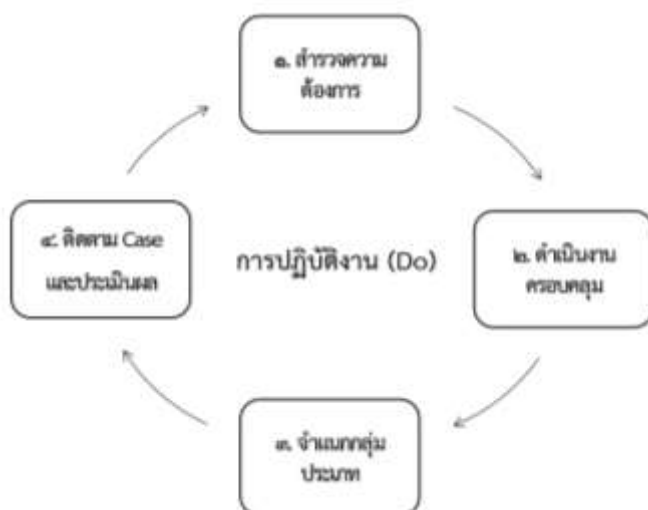 ๑. สำรวจความ
ต้องการ
๒. ดำเนินงาน
ครอบคลุม
๓. จำแนกกลุ่ม
ประเภท
๔. ติดตาม Case
และประเมินผล
การปฏิบัติงาน (Do)